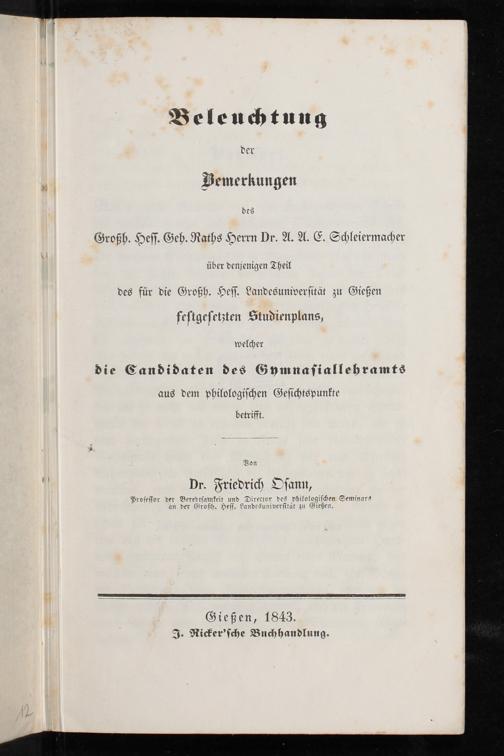 Beleuchtung
der
Bemerkungen
des
Großh. Hess. Geh. Raths Herrn Dr. A. A. E. Schleiermacher
über denjenigen Theil
des für die Großh. Hess. Landesuniversität zu Gießen
festgesetzten Studienplans,
welcher
die Candidaten des Gymnasiallehramts
aus dem philologischen Gesichtspunkte
betrifft.
Von
Dr. Friedrich Osann,
Professor der Beredsamkeit und Director des philologischen Seminars
an der Großh. Hess. Landesuniversität zu Gießen.
Gießen, 1843.
J. Ricker'sche Buchhandlung.
12